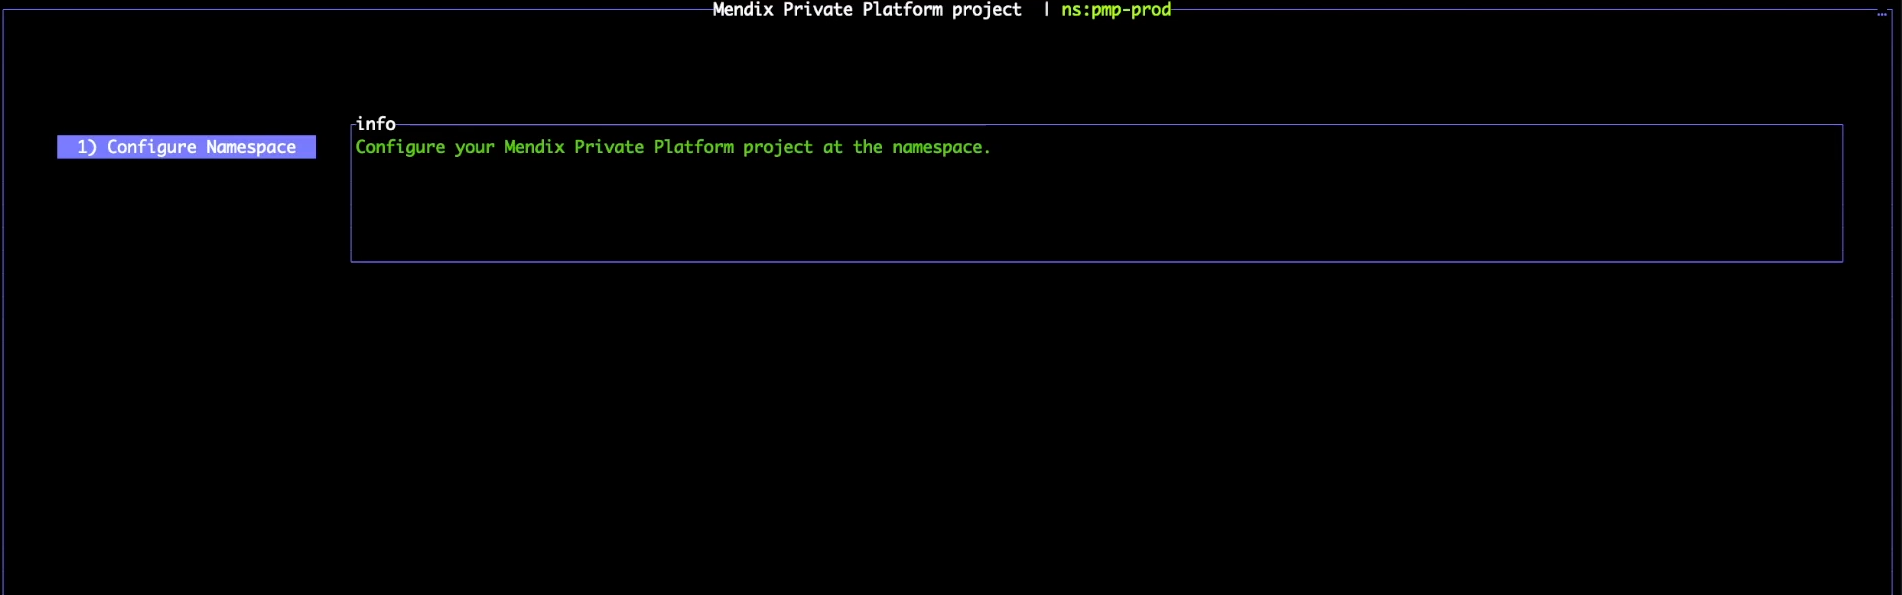 Mendix Private Platform project | ns:pmp-prod
…
info
1) Configure Namespace
Configure your Mendix Private Platform project at the namespace.